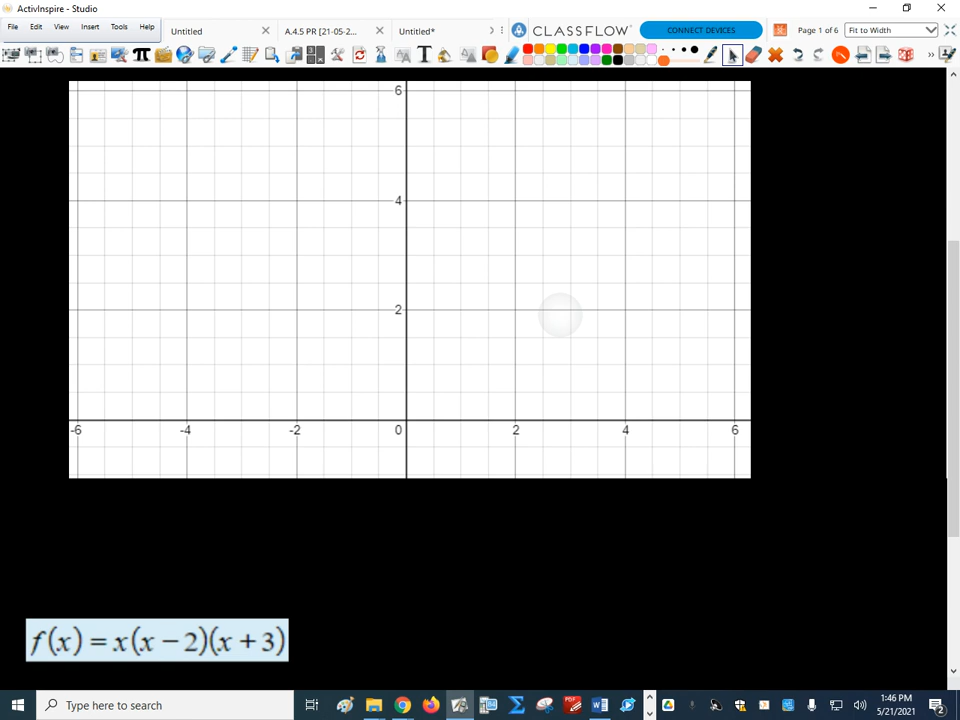 ActivInspire - Studio
File Edit View Insert Tools Help
Untitled
A.4.5 PR [21-05-2...
Untitled*
CLASSFLOW
CONNECT DEVICES
Page 1 of 6
Fit to Width
6
4
2
-6 -4 -2 0 2 4 6
f(x) = x(x − 2)(x + 3)
Type here to search
1:46 PM
5/21/2021
2